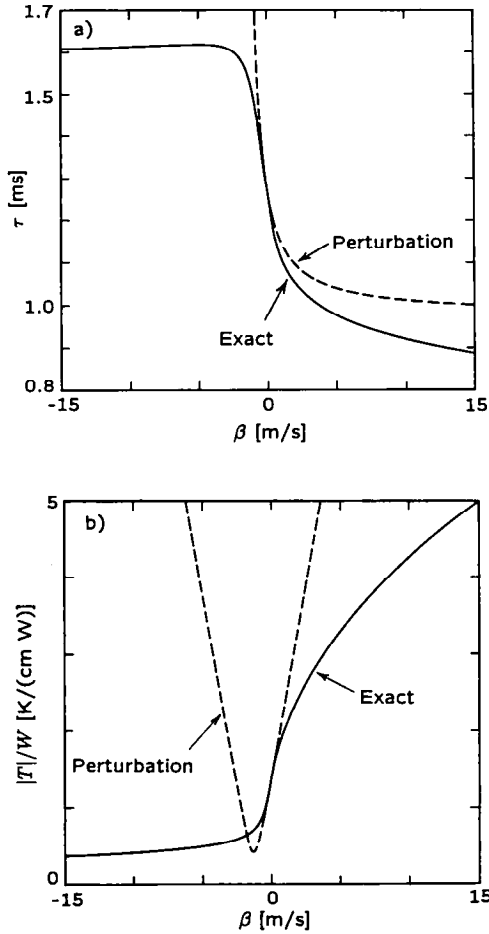 a)
1.7
1.5
1.0
0.8
τ [ms]
Perturbation
Exact
-15
0
15
β [m/s]
b)
5
0
|T|/W [K/(cm W)]
Perturbation
Exact
-15
0
15
β [m/s]